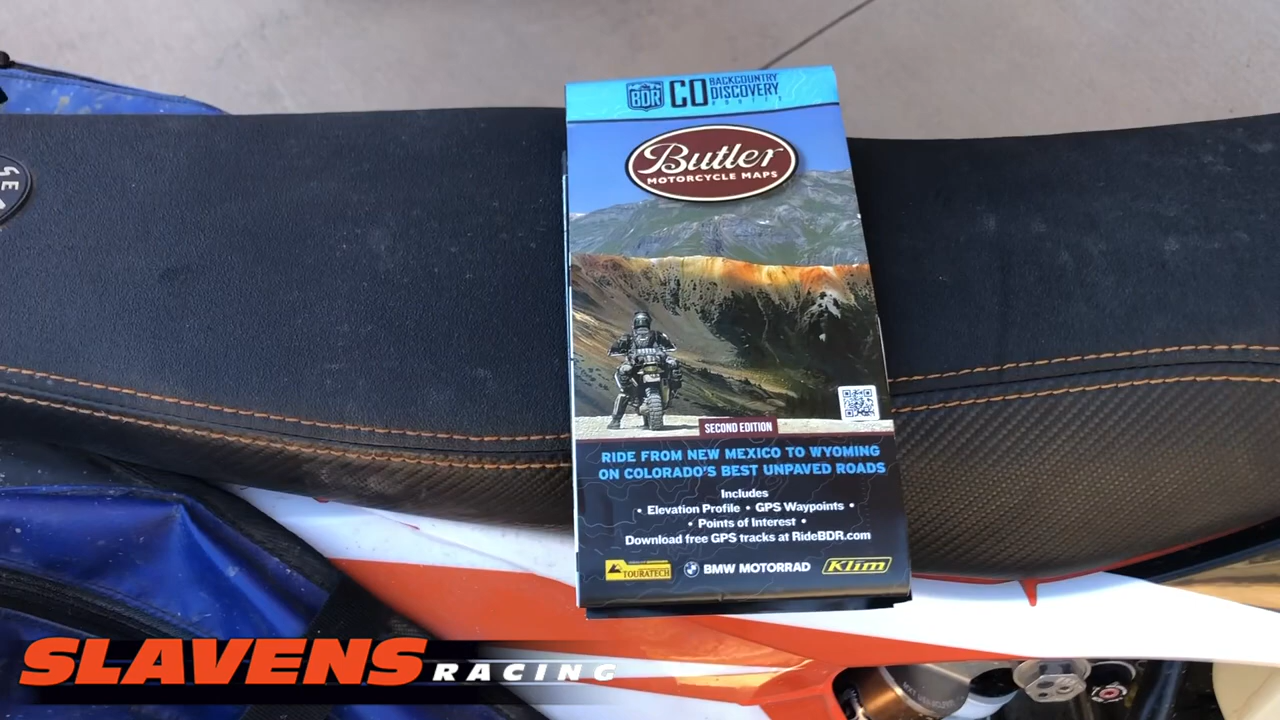 BDR CO BACKCOUNTRY
DISCOVERY
ROUTES
Butler
MOTORCYCLE MAPS
SECOND EDITION
RIDE FROM NEW MEXICO TO WYOMING
ON COLORADO'S BEST UNPAVED ROADS
Includes
• Elevation Profile • GPS Waypoints •
• Points of Interest •
Download free GPS tracks at RideBDR.com
TOURATECH BMW MOTORRAD Klim
SLAVENS RACING